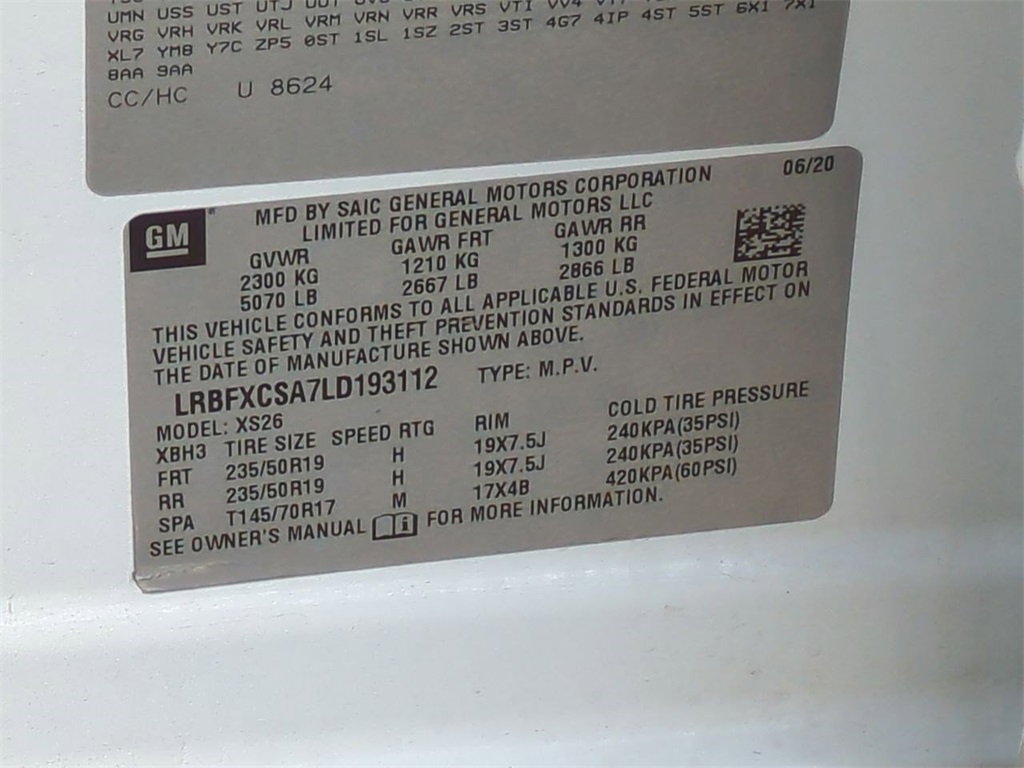 UMN USS UST UTJ
VRG VRH VRK VRL VRM VRN VRR VRS VTI VV4
XL7 YM8 Y7C ZP5 0ST 1SL 1SZ 2ST 3ST 4G7 4IP 4ST 5ST 6X1 7X1
8AA 9AA
CC/HC U 8624
06/20
GM
MFD BY SAIC GENERAL MOTORS CORPORATION
LIMITED FOR GENERAL MOTORS LLC
GVWR GAWR FRT GAWR RR
2300 KG 1210 KG 1300 KG
5070 LB 2667 LB 2866 LB
THIS VEHICLE CONFORMS TO ALL APPLICABLE U.S. FEDERAL MOTOR
VEHICLE SAFETY AND THEFT PREVENTION STANDARDS IN EFFECT ON
THE DATE OF MANUFACTURE SHOWN ABOVE.
LRBFXCSA7LD193112 TYPE: M.P.V.
MODEL: XS26
XBH3 TIRE SIZE SPEED RTG RIM COLD TIRE PRESSURE
FRT 235/50R19 H 19X7.5J 240KPA(35PSI)
RR 235/50R19 H 19X7.5J 240KPA(35PSI)
SPA T145/70R17 M 17X4B 420KPA(60PSI)
SEE OWNER'S MANUAL FOR MORE INFORMATION.